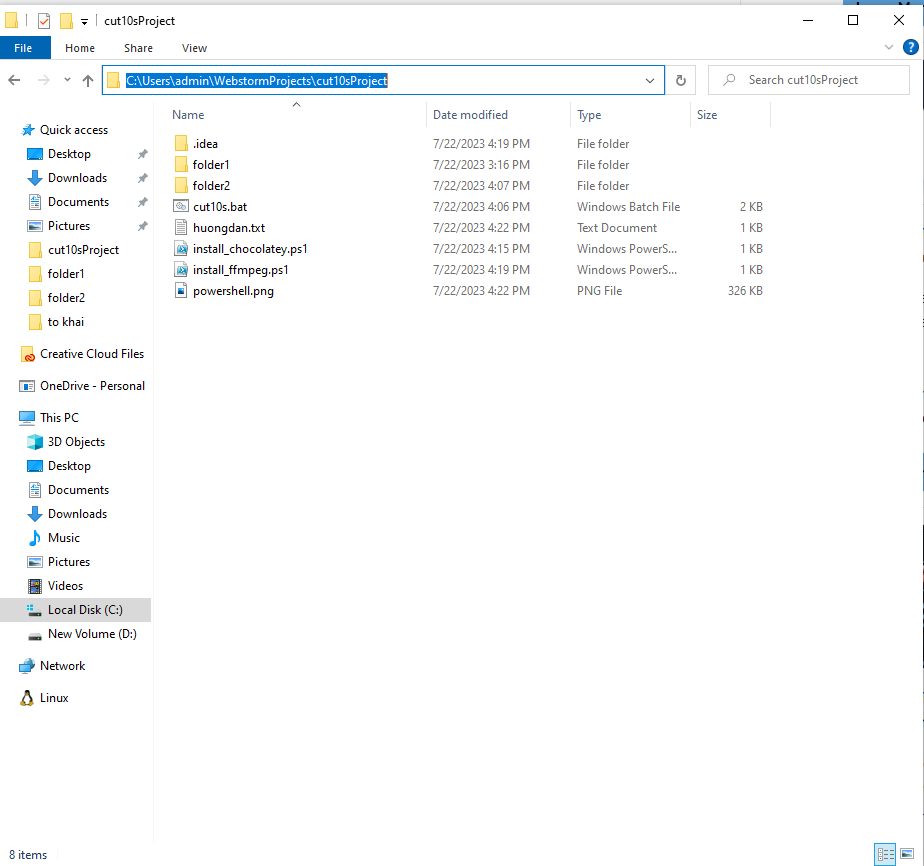 cut10sProject
File Home Share View
C:\Users\admin\WebstormProjects\cut10sProject Search cut10sProject
Name Date modified Type Size
Quick access
Desktop
Downloads
Documents
Pictures
cut10sProject
folder1
folder2
to khai
Creative Cloud Files
OneDrive - Personal
This PC
3D Objects
Desktop
Documents
Downloads
Music
Pictures
Videos
Local Disk (C:)
New Volume (D:)
Network
Linux
.idea 7/22/2023 4:19 PM File folder
folder1 7/22/2023 3:16 PM File folder
folder2 7/22/2023 4:07 PM File folder
cut10s.bat 7/22/2023 4:06 PM Windows Batch File 2 KB
huongdan.txt 7/22/2023 4:22 PM Text Document 1 KB
install_chocolatey.ps1 7/22/2023 4:15 PM Windows PowerS... 1 KB
install_ffmpeg.ps1 7/22/2023 4:19 PM Windows PowerS... 1 KB
powershell.png 7/22/2023 4:22 PM PNG File 326 KB
8 items